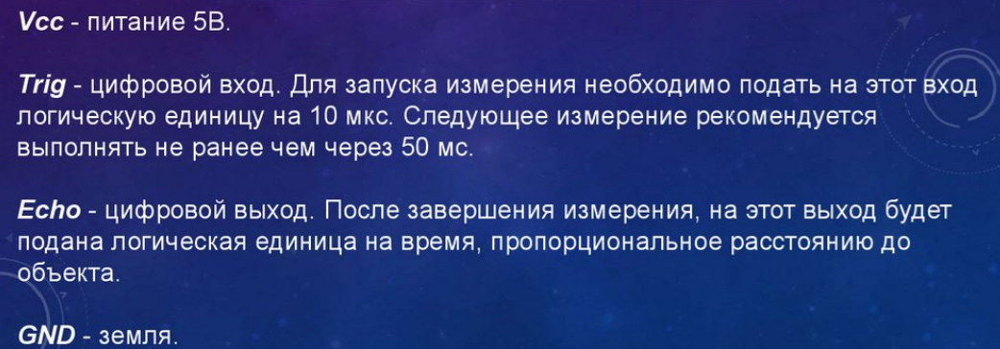 Vcc - питание 5В.
Trig - цифровой вход. Для запуска измерения необходимо подать на этот вход
логическую единицу на 10 мкс. Следующее измерение рекомендуется
выполнять не ранее чем через 50 мс.
Echo - цифровой выход. После завершения измерения, на этот выход будет
подана логическая единица на время, пропорциональное расстоянию до
объекта.
GND - земля.